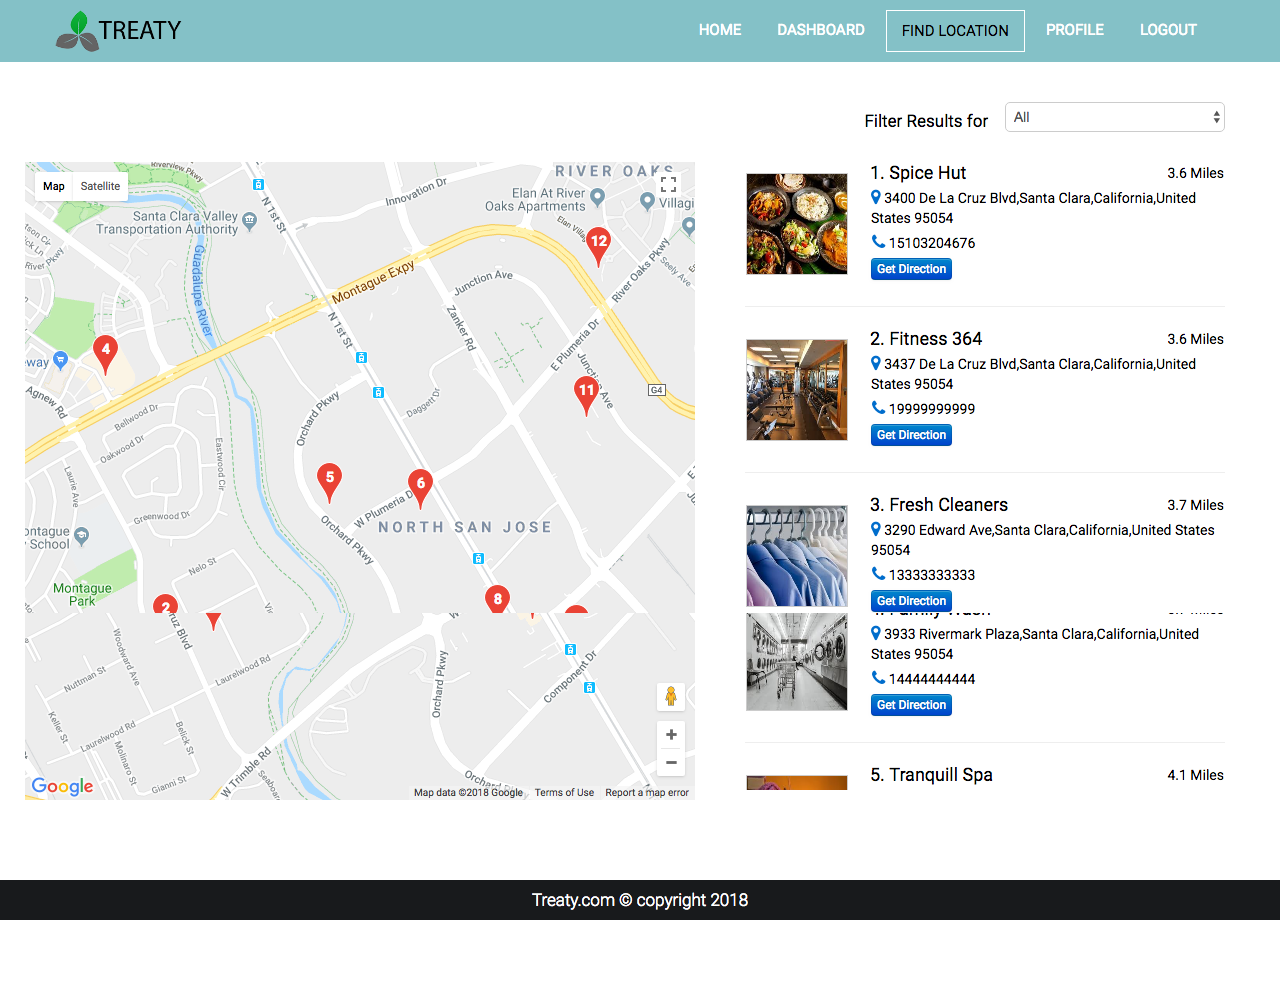 TREATY
HOME
DASHBOARD
FIND LOCATION
PROFILE
LOGOUT
Filter Results for
All
Map
Satellite
Riverview Pkwy
RIVER OAKS
Innovation Dr
Elan At River
Oaks Apartments
Villagi
Santa Clara Valley
Transportation Authority
N 1st St
Elan Village
12
River Oaks Pkwy
Seely Ave
River Pkwy
Guadalupe River
Montague Expy
Junction Ave
Zanker Rd
N 1st St
E Plumeria Dr
4
way
Agnew Rd
Junction Ave
11
G4
Bellwood Dr
Oakwood Dr
Eastwood Cir
Orchard Pkwy
Daggett Dr
Laurie Ave
5
6
W Plumeria Dr
Greenwood Dr
Orchard Pkwy
NORTH SAN JOSE
ontague
School
Nelo St
Montague
Park
2
8
Cruz Blvd
Woodward Ave
Laurelwood Rd
Nuttman St
Orchard Pkwy
Component Dr
Keller St
Laurelwood Rd
Molinaro St
Gianni St
W Trimble Rd
Seaboard
Orchard
Google
Map data ©2018 Google
Terms of Use
Report a map error
1. Spice Hut
3.6 Miles
3400 De La Cruz Blvd,Santa Clara,California,United
States 95054
15103204676
Get Direction
2. Fitness 364
3.6 Miles
3437 De La Cruz Blvd,Santa Clara,California,United
States 95054
19999999999
Get Direction
3. Fresh Cleaners
3.7 Miles
3290 Edward Ave,Santa Clara,California,United States
95054
13333333333
Get Direction
3933 Rivermark Plaza,Santa Clara,California,United
States 95054
14444444444
Get Direction
5. Tranquill Spa
4.1 Miles
Treaty.com © copyright 2018